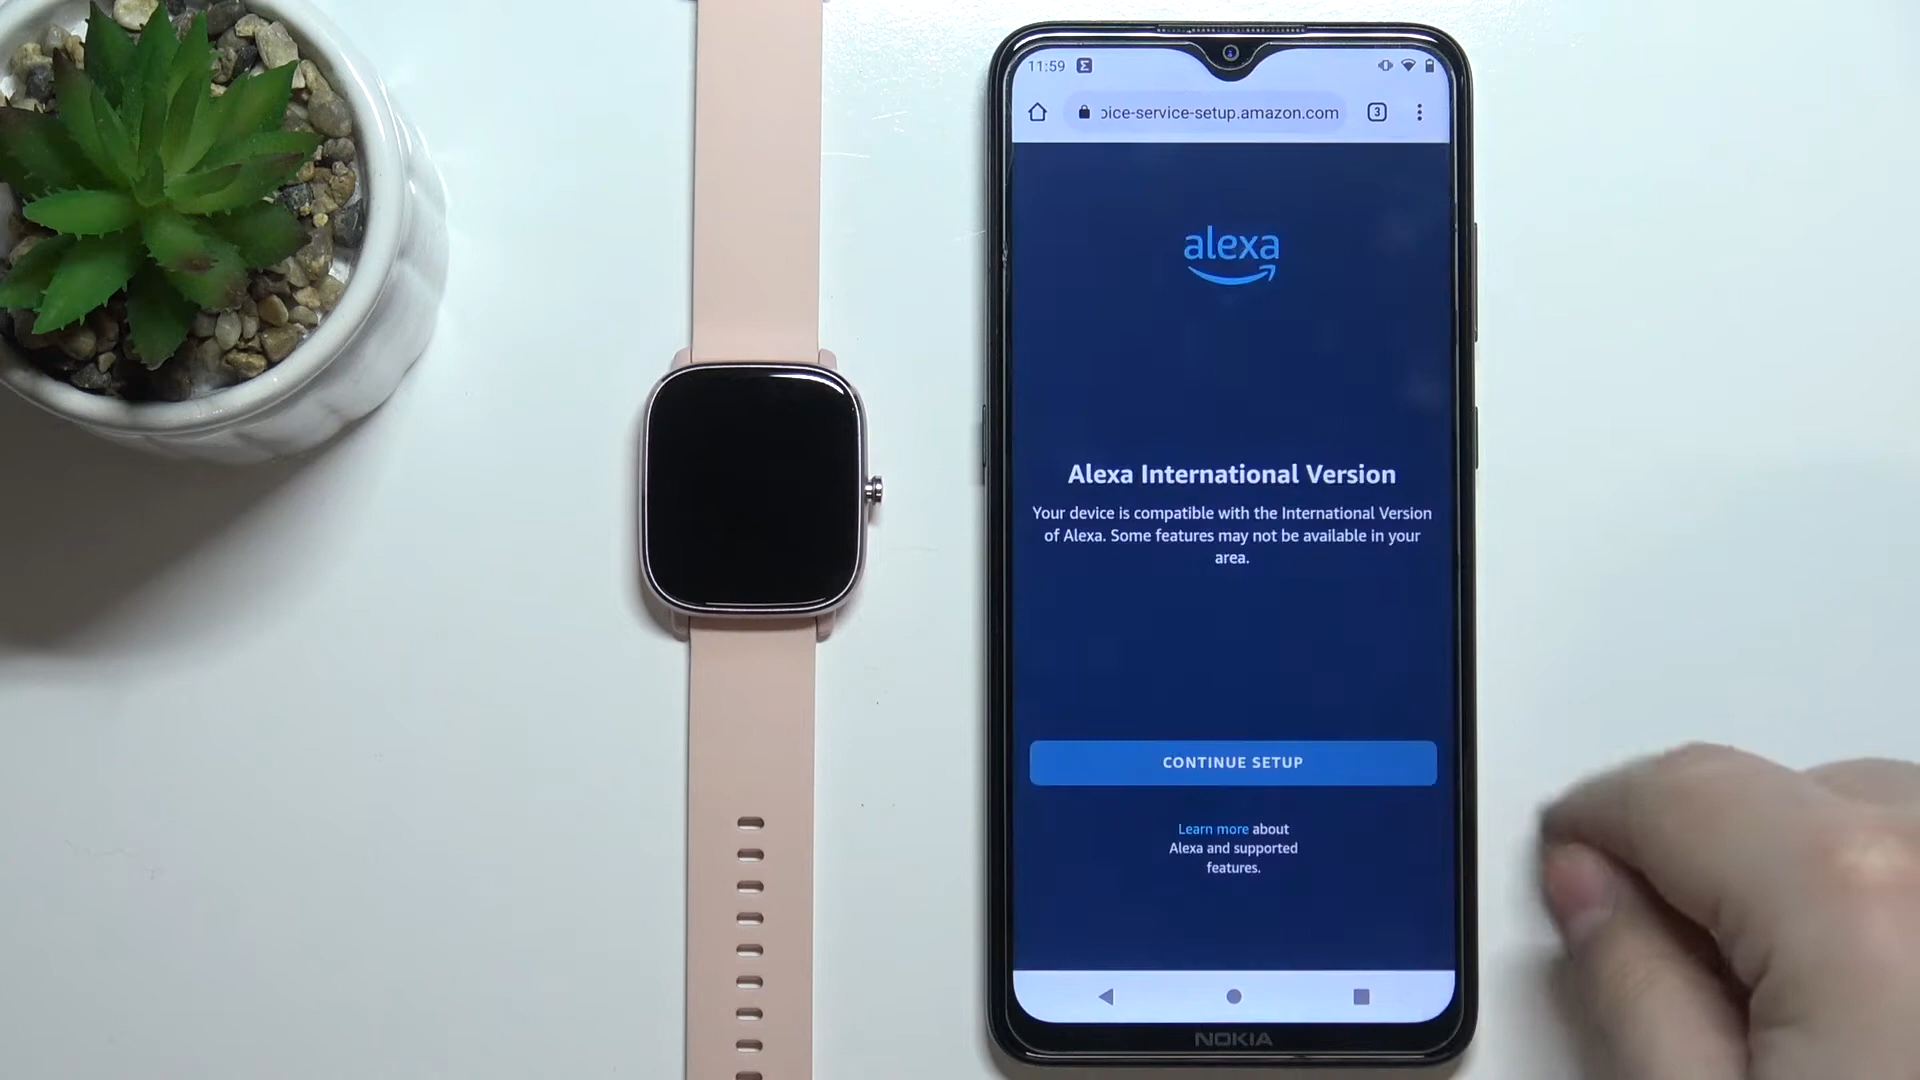 11:59
oice-service-setup.amazon.com
3
alexa
Alexa International Version
Your device is compatible with the International Version
of Alexa. Some features may not be available in your
area.
CONTINUE SETUP
Learn more about
Alexa and supported
features.
NOKIA